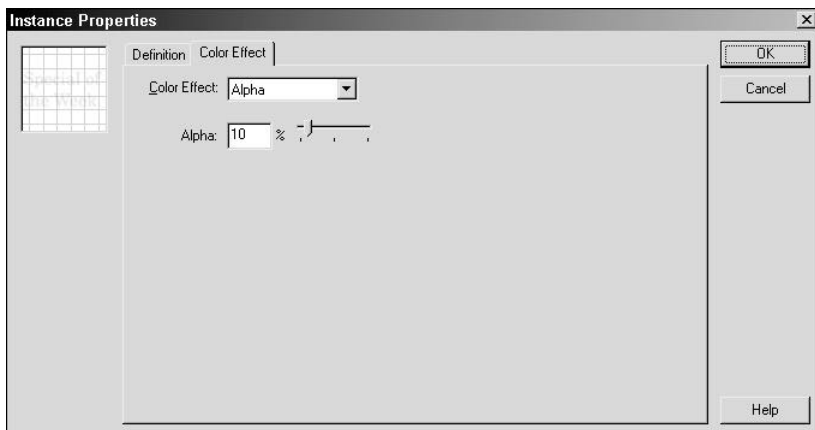 Instance Properties
Definition
Color Effect
OK
Cancel
Special of
the Week
Color Effect: Alpha
Alpha: 10 %
Help